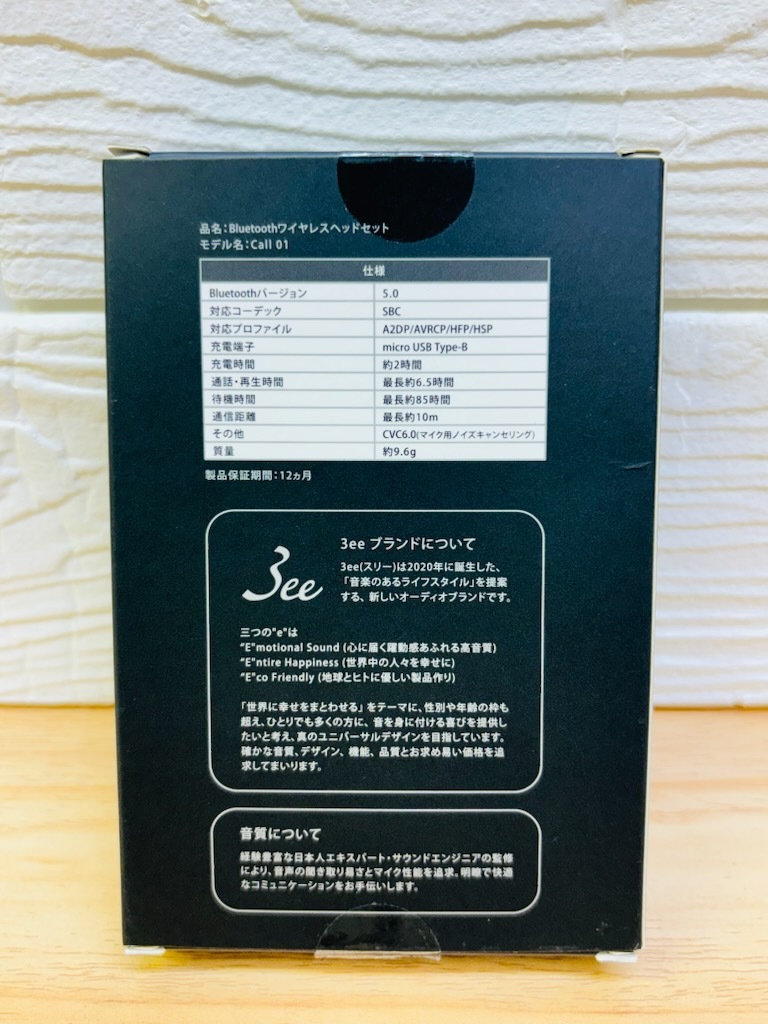 品名：Bluetoothワイヤレスヘッドセット
モデル名：Call 01
仕様
Bluetoothバージョン 5.0
対応コーデック SBC
対応プロファイル A2DP/AVRCP/HFP/HSP
充電端子 micro USB Type-B
充電時間 約2時間
通話・再生時間 最長約6.5時間
待機時間 最長約85時間
通信距離 最長約10m
その他 CVC6.0(マイク用ノイズキャンセリング)
質量 約9.6g
製品保証期間：12ヵ月
3ee
3ee ブランドについて
3ee(スリー)は2020年に誕生した、
「音楽のあるライフスタイル」を提案
する、新しいオーディオブランドです。
三つの"e"は
"E"motional Sound (心に届く躍動感あふれる高音質)
"E"ntire Happiness (世界中の人々を幸せに)
"E"co Friendly (地球とヒトに優しい製品作り)
「世界に幸せをまとわせる」をテーマに、性別や年齢の枠も
超え、ひとりでも多くの方に、音を身に付ける喜びを提供し
たいと考え、真のユニバーサルデザインを目指しています。
確かな音質、デザイン、機能、品質とお求め易い価格を追
求してまいります。
音質について
経験豊富な日本人エキスパート・サウンドエンジニアの監修
により、音声の聞き取り易さとマイク性能を追求。明瞭で快適
なコミュニケーションをお手伝いします。